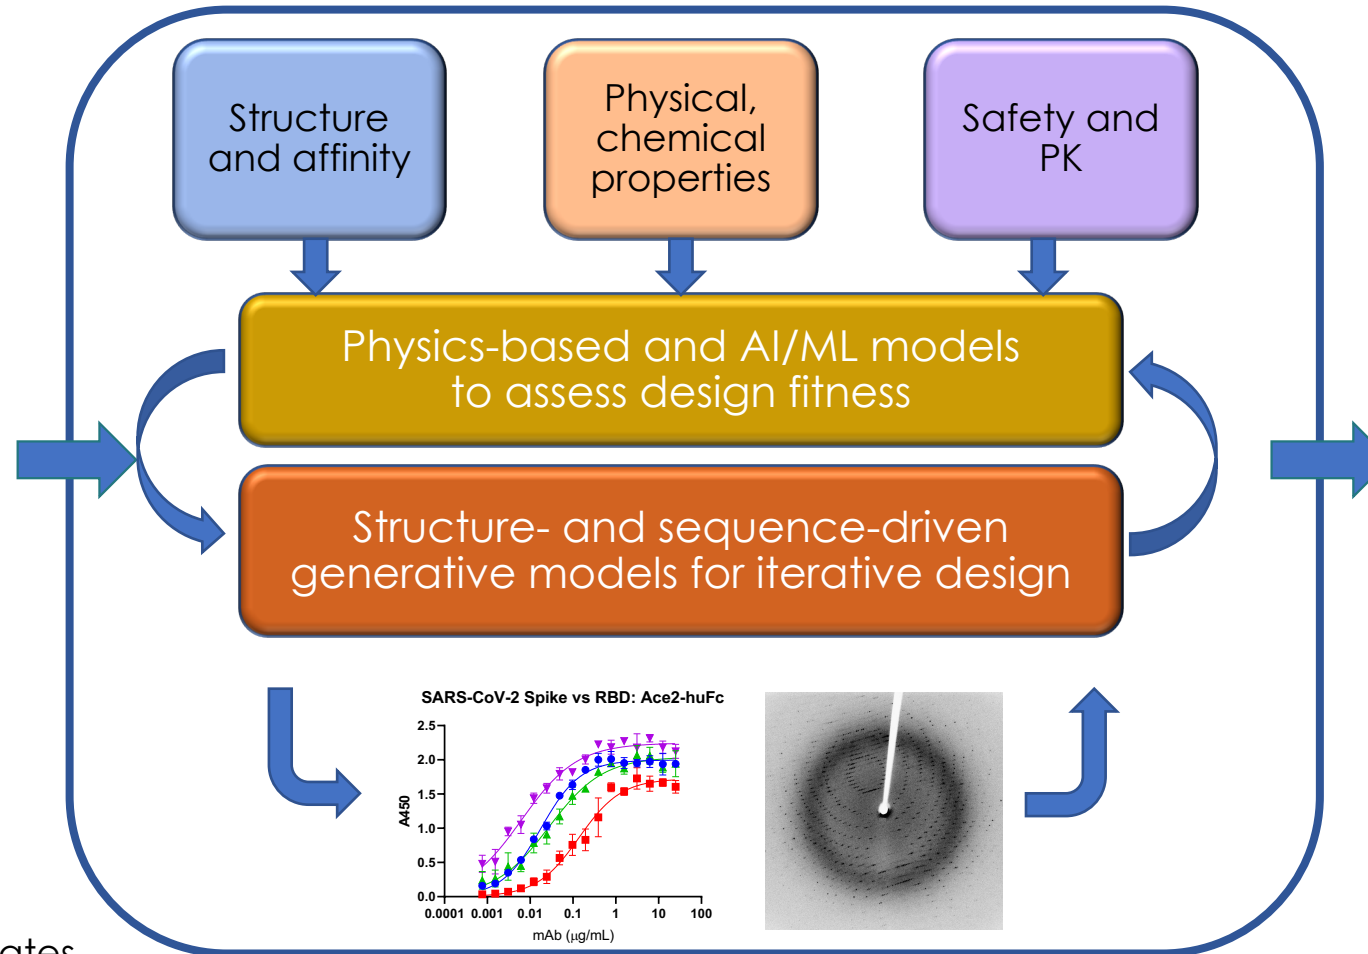 Structure
and affinity
Physical,
chemical
properties
Safety and
PK
Physics-based and AI/ML models
to assess design fitness
Structure- and sequence-driven
generative models for iterative design
SARS-CoV-2 Spike vs RBD: Ace2-huFc
2.5
2.0
1.5
1.0
0.5
0.0
A450
0.0001 0.001 0.01 0.1 1 10 100
mAb (μg/mL)